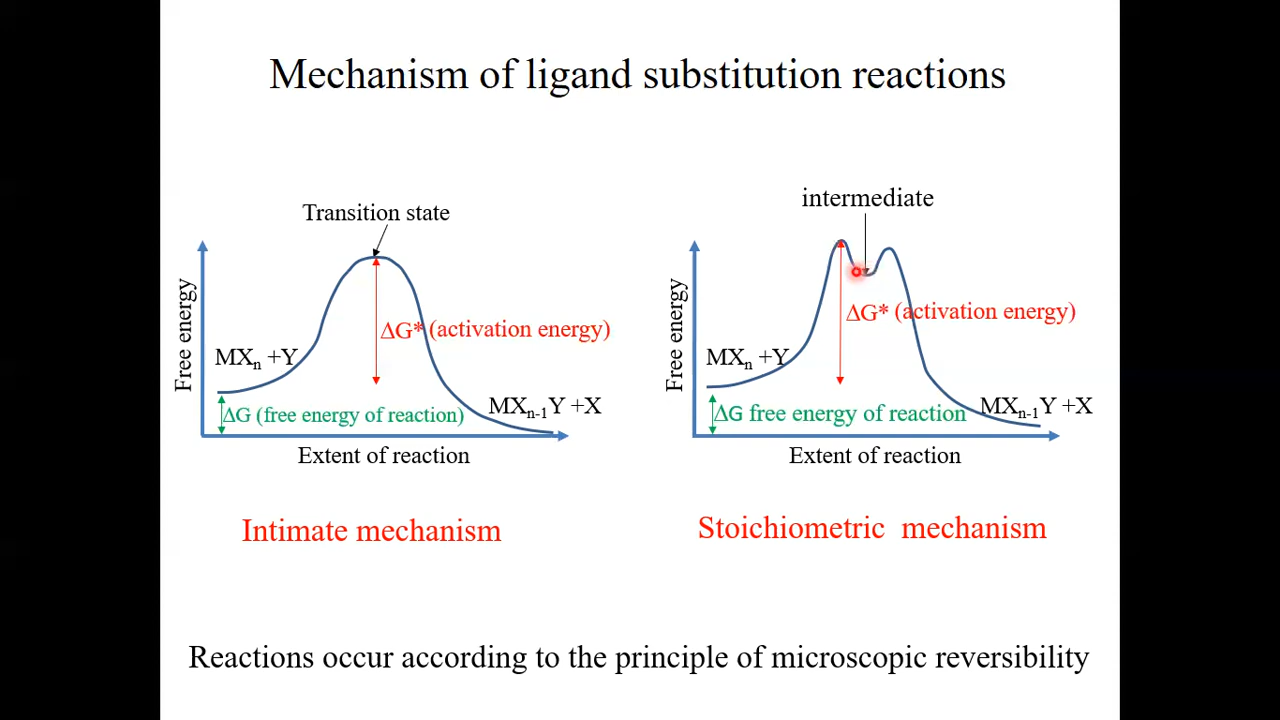 Mechanism of ligand substitution reactions
Transition state
Free energy
ΔG* (activation energy)
MXn +Y
ΔG (free energy of reaction)
MXn-1Y +X
Extent of reaction
Intimate mechanism
intermediate
Free energy
ΔG* (activation energy)
MXn +Y
ΔG free energy of reaction
MXn-1Y +X
Extent of reaction
Stoichiometric mechanism
Reactions occur according to the principle of microscopic reversibility